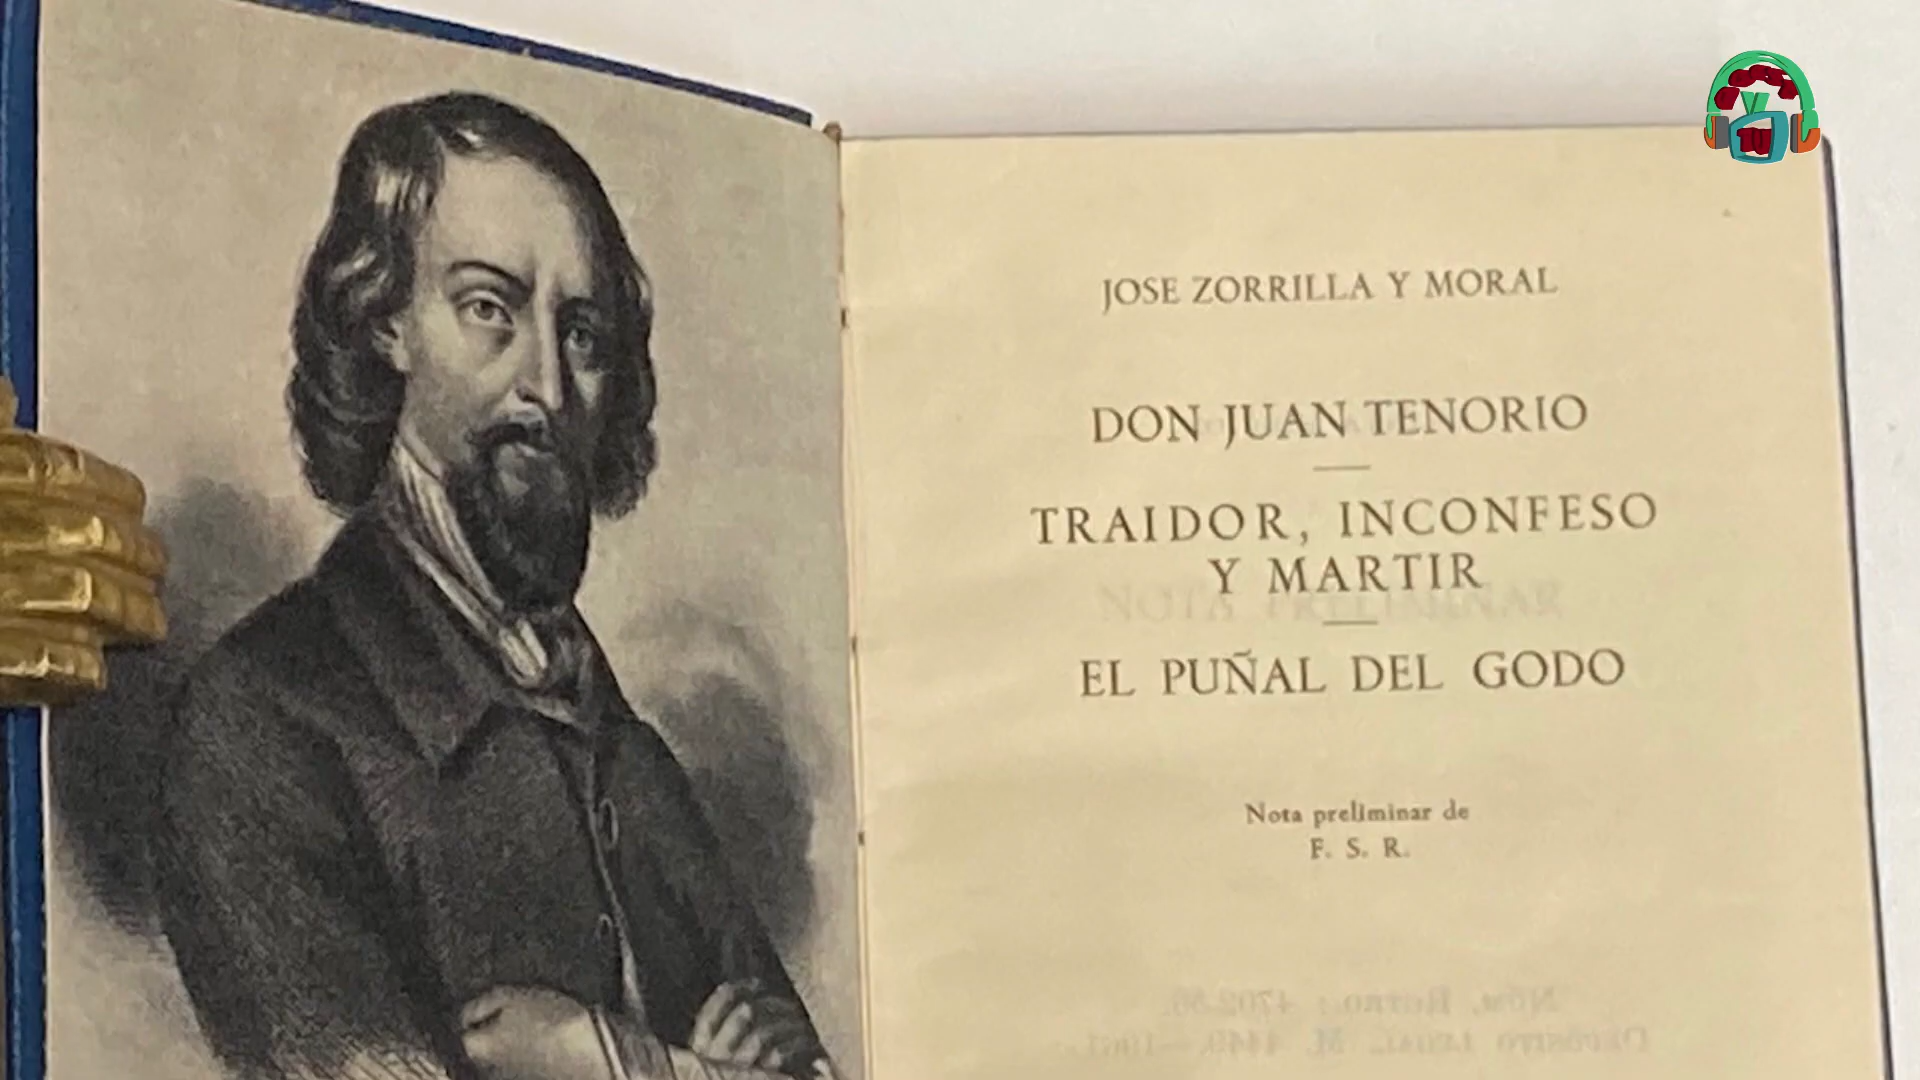 JOSE ZORRILLA Y MORAL
DON JUAN TENORIO
TRAIDOR, INCONFESO
Y MARTIR
EL PUÑAL DEL GODO
Nota preliminar de
F. S. R.